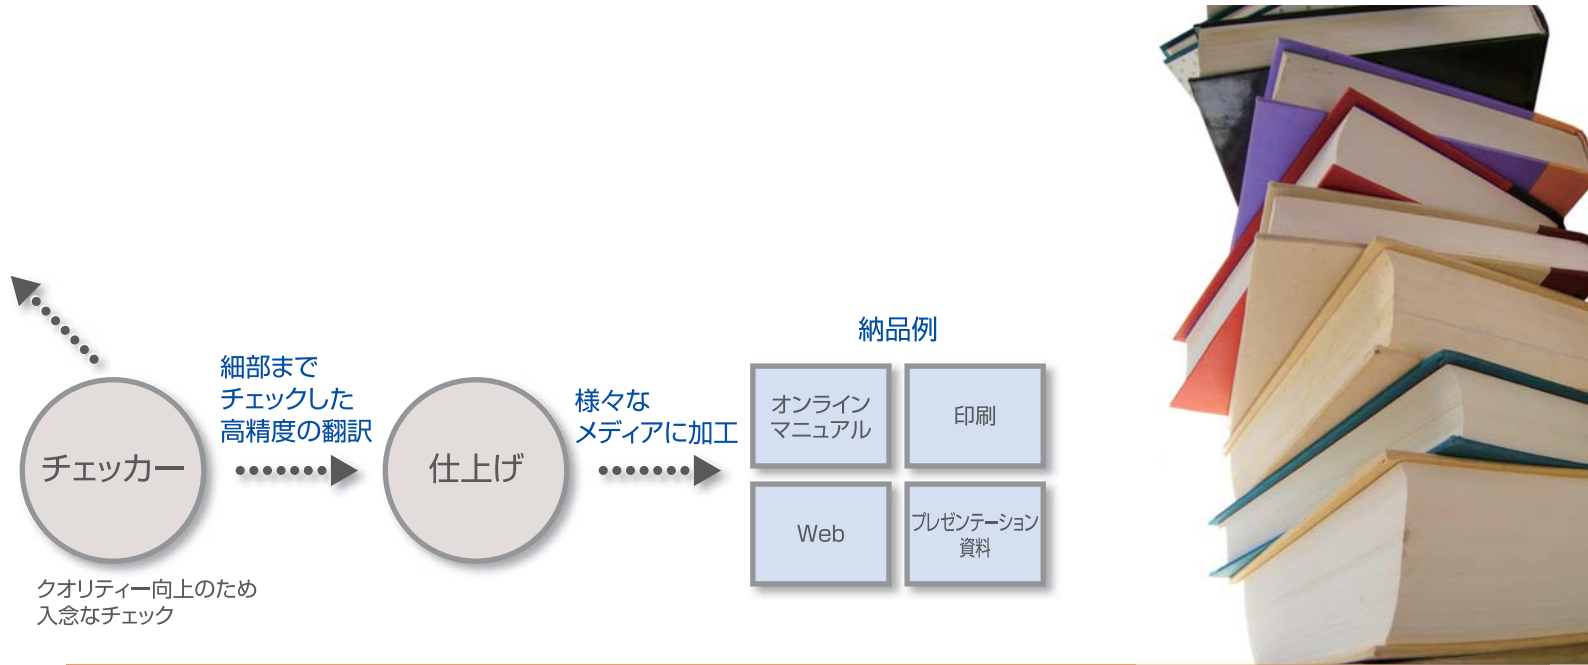 細部まで
チェックした
高精度の翻訳
チェッカー
クオリティー向上のため
入念なチェック
仕上げ
様々な
メディアに加工
納品例
オンライン
マニュアル
印刷
Web
プレゼンテーション
資料